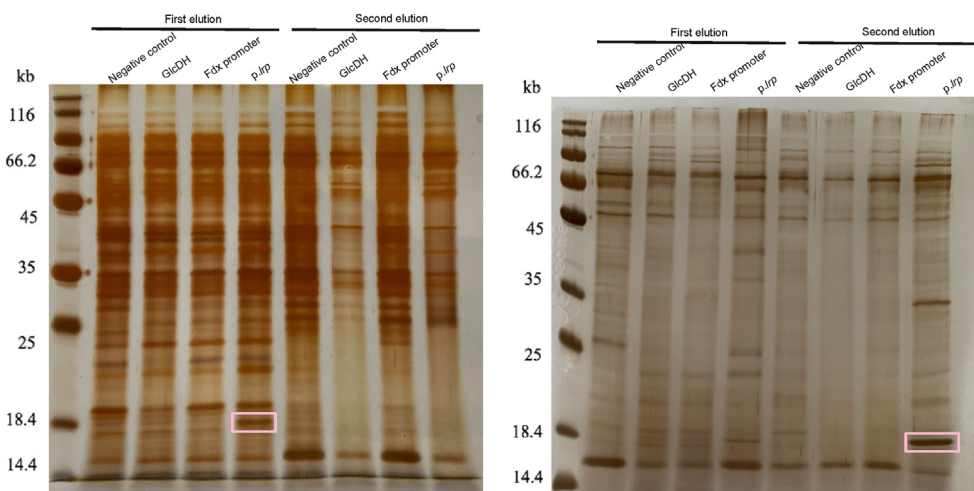 First elution
Second elution
Negative control
GlcDH
Fdx promoter
p.lrp
Negative control
GlcDH
Fdx promoter
p.lrp
kb
116
66.2
45
35
25
18.4
14.4
First elution
Second elution
Negative control
GlcDH
Fdx promoter
p.lrp
Negative control
GlcDH
Fdx promoter
p.lrp
kb
116
66.2
45
35
25
18.4
14.4